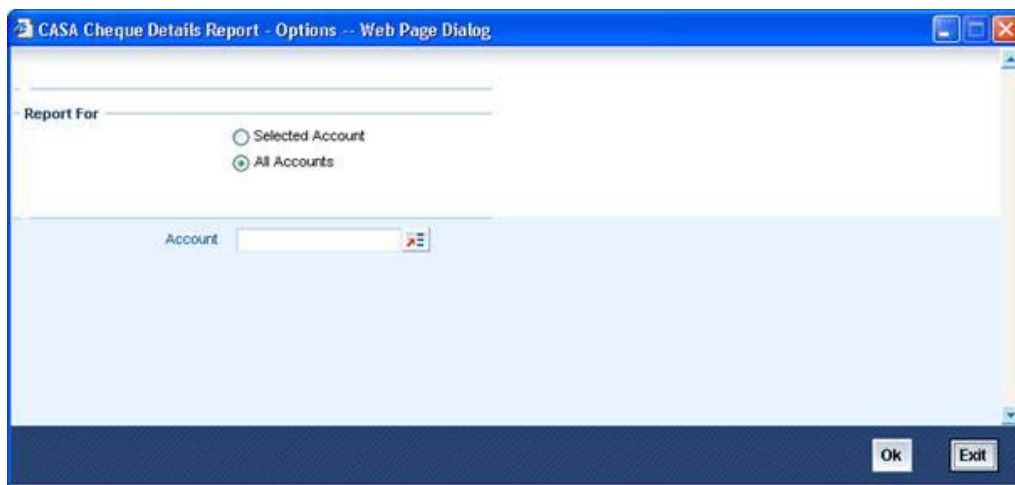 CASA Cheque Details Report - Options -- Web Page Dialog
Report For
Selected Account
All Accounts
Account
Ok Exit